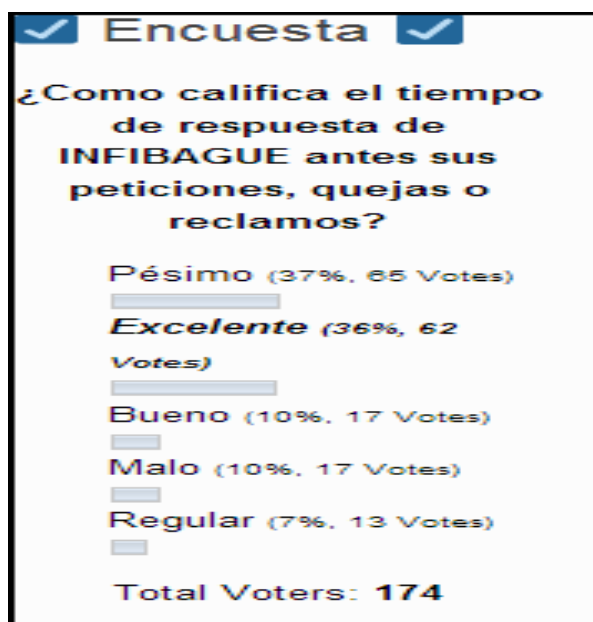 Encuesta
¿Como califica el tiempo
de respuesta de
INFIBAGUE antes sus
peticiones, quejas o
reclamos?
Pésimo (37%, 65 Votes)
Excelente (36%, 62
Votes)
Bueno (10%, 17 Votes)
Malo (10%, 17 Votes)
Regular (7%, 13 Votes)
Total Voters: 174